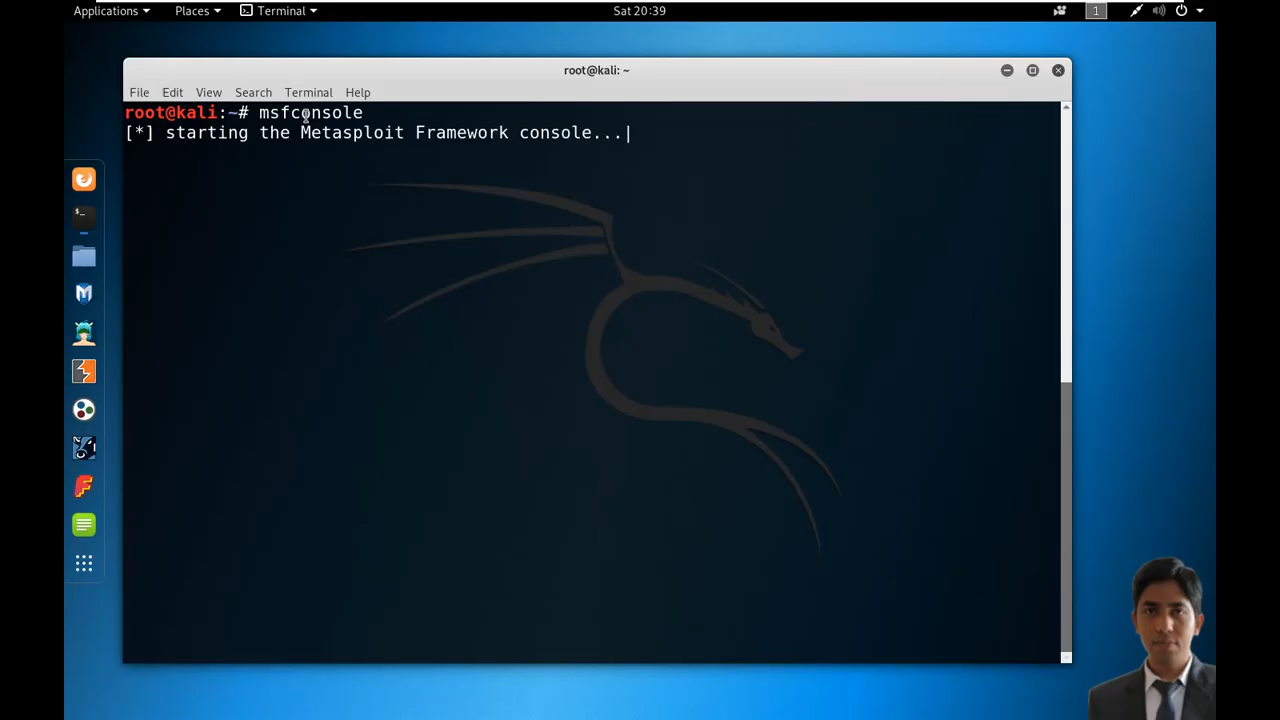 Applications Places Terminal Sat 20:39 1
root@kali: ~
File Edit View Search Terminal Help
root@kali:~# msfconsole
[*] starting the Metasploit Framework console...|